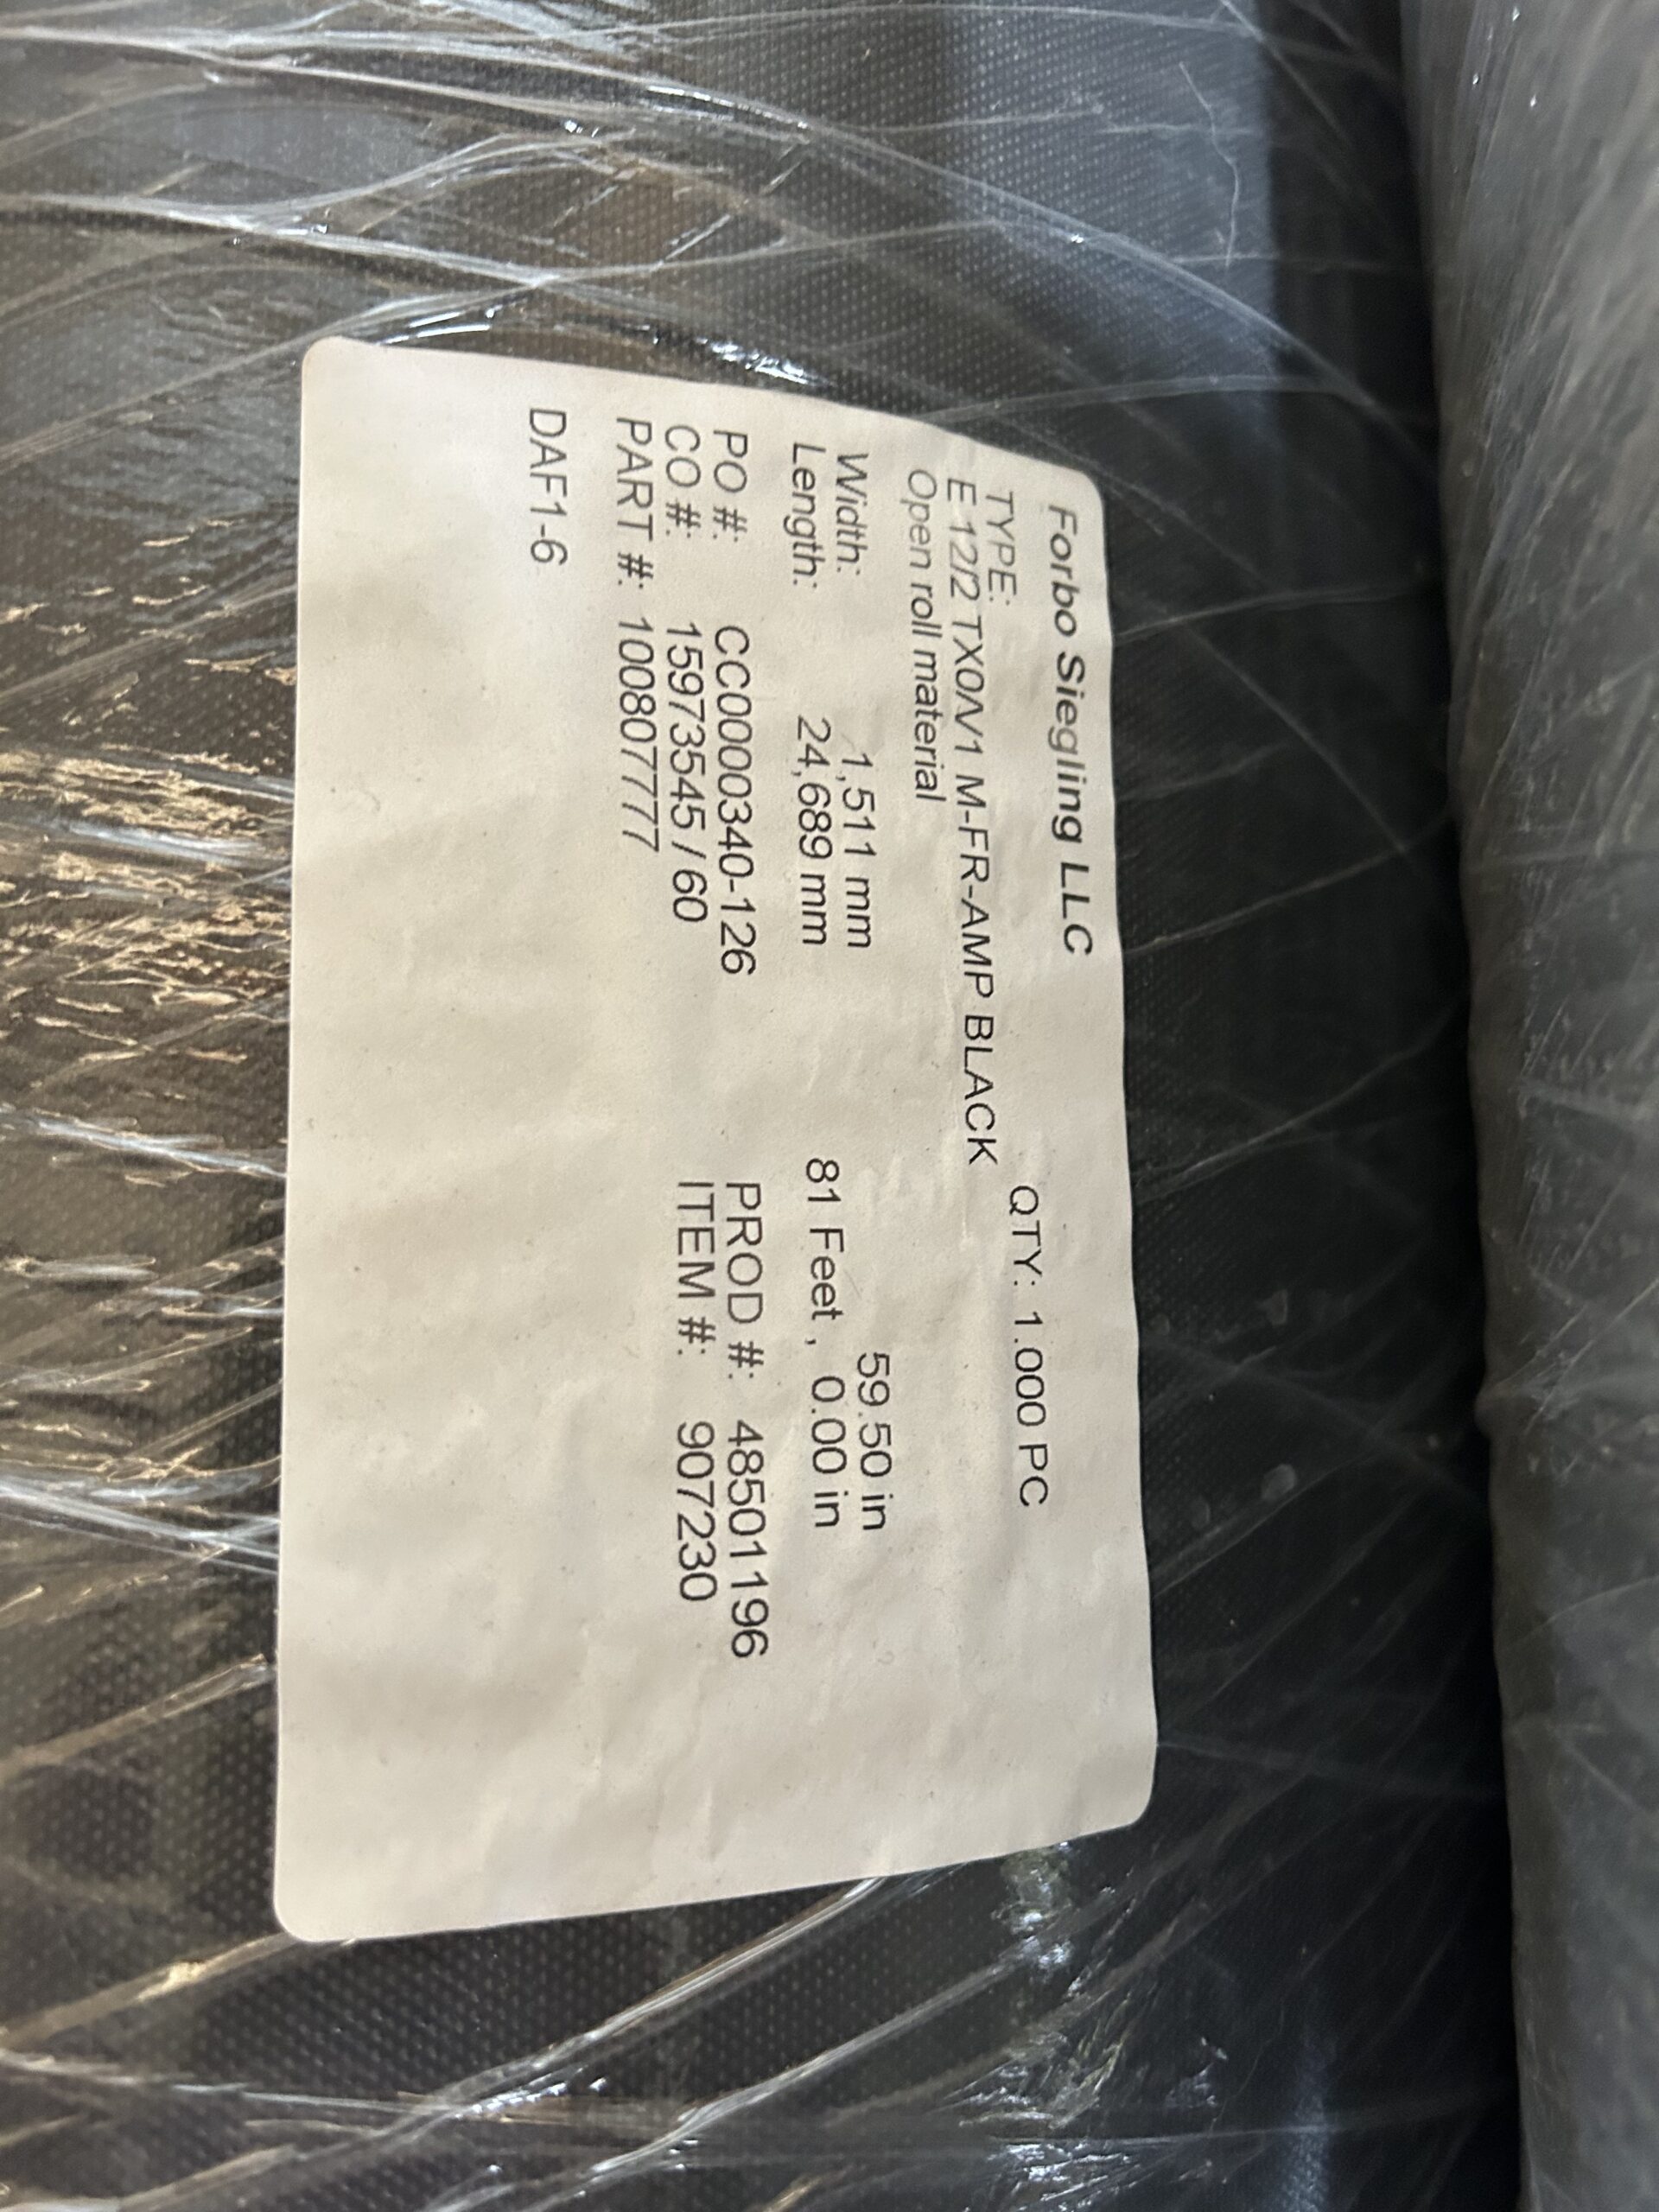 Forbo Siegling LLC
TYPE: QTY: 1.000 PC
E 12/2 TX0/V1 M-FR-AMP BLACK
Open roll material
Width: 1,511 mm 59.50 in
Length: 24,689 mm 81 Feet , 0.00 in
PO #: CC0000340-126 PROD #: 485011196
CO #: 15973545 / 60 ITEM #: 907230
PART #: 100807777
DAF1-6